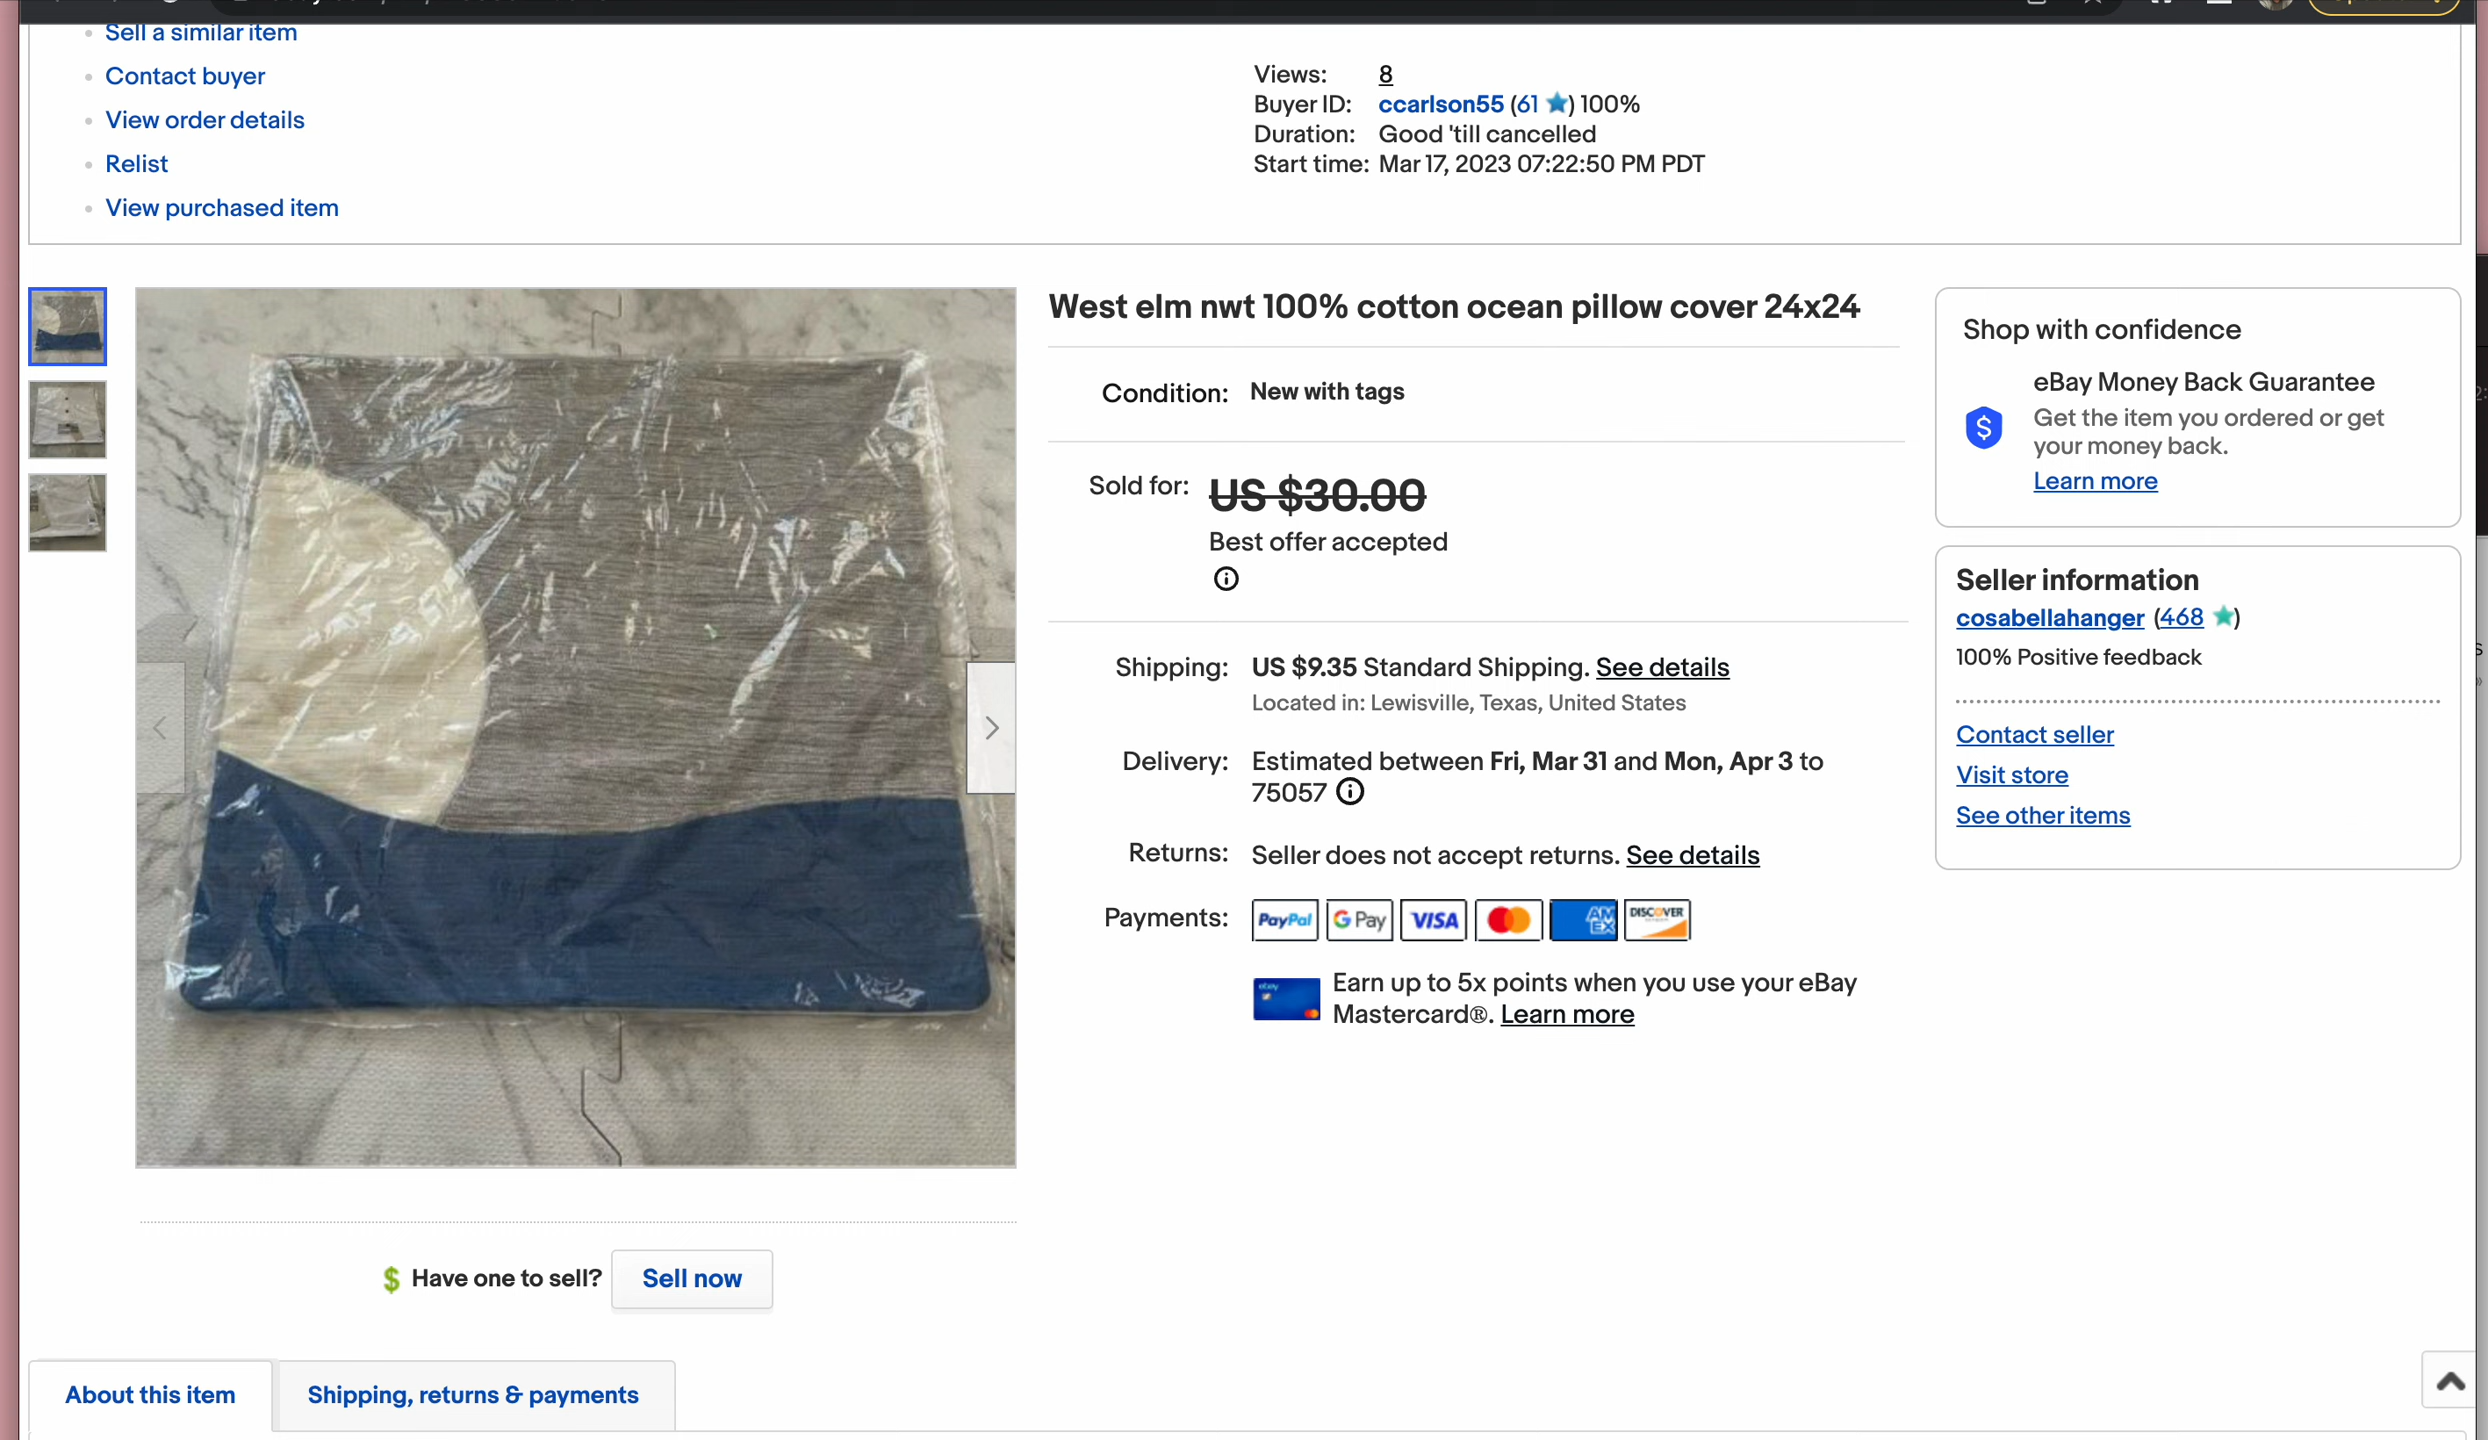 Sell a similar item
Contact buyer
View order details
Relist
View purchased item
Views: 8
Buyer ID: ccarlson55 (61) 100%
Duration: Good 'till cancelled
Start time: Mar 17, 2023 07:22:50 PM PDT
West elm nwt 100% cotton ocean pillow cover 24x24
Condition: New with tags
Sold for: US $30.00
Best offer accepted
Shipping: US $9.35 Standard Shipping. See details
Located in: Lewisville, Texas, United States
Delivery: Estimated between Fri, Mar 31 and Mon, Apr 3 to
75057
Returns: Seller does not accept returns. See details
Payments: PayPal G Pay VISA AM EX DISCOVER
ebay
Earn up to 5x points when you use your eBay
Mastercard®. Learn more
Shop with confidence
eBay Money Back Guarantee
$
Get the item you ordered or get
your money back.
Learn more
Seller information
cosabellahanger (468)
100% Positive feedback
Contact seller
Visit store
See other items
$ Have one to sell? Sell now
About this item
Shipping, returns & payments